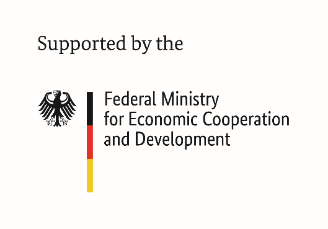 Supported by the
Federal Ministry
for Economic Cooperation
and Development